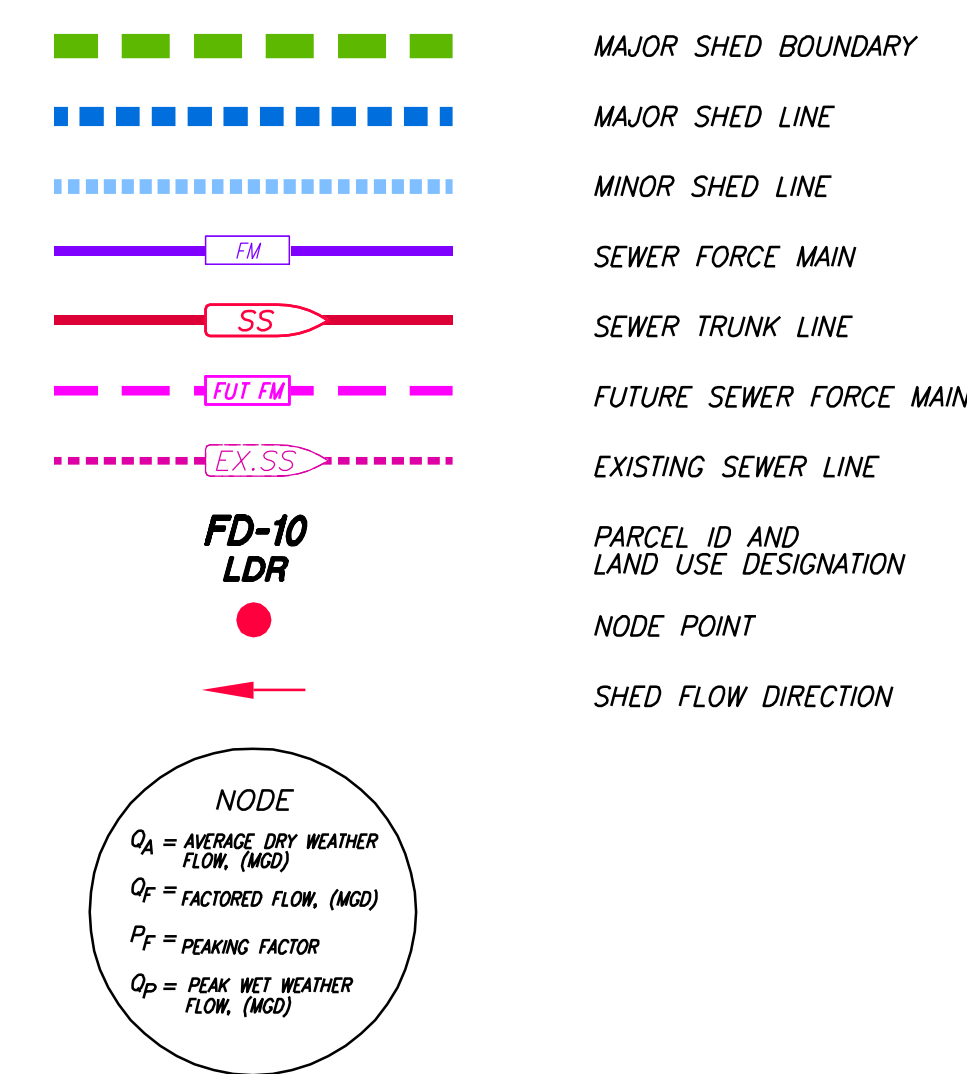 MAJOR SHED BOUNDARY
MAJOR SHED LINE
MINOR SHED LINE
FM SEWER FORCE MAIN
SS SEWER TRUNK LINE
FUT FM FUTURE SEWER FORCE MAIN
EX.SS EXISTING SEWER LINE
FD-10 PARCEL ID AND
LDR LAND USE DESIGNATION
NODE POINT
SHED FLOW DIRECTION
NODE
QA = AVERAGE DRY WEATHER
FLOW, (MGD)
QF = FACTORED FLOW, (MGD)
PF = PEAKING FACTOR
QP = PEAK WET WEATHER
FLOW, (MGD)